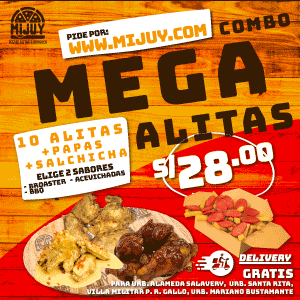 MIJUY
PIDE POR:
WWW.MIJUY.COM
COMBO
MEGA
ALITAS
10 ALITAS
+PAPAS
+SALCHICHA
ELIGE 2 SABORES
- BROASTER - ACEVICHADAS
- BBQ
S/28.00
DELIVERY
GRATIS
PARA URB. ALAMEDA SALAVERY, URB. SANTA RITA,
VILLA MILITAR P. R. GALLO, URB. MARIANO BUSTAMANTE